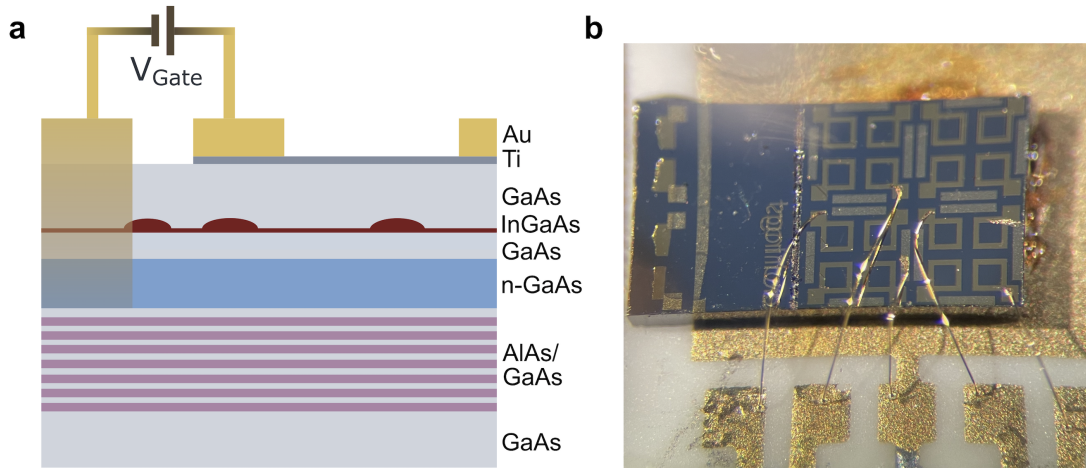 a
b
V_Gate
Au
Ti
GaAs
InGaAs
GaAs
n-GaAs
AlAs/
GaAs
GaAs